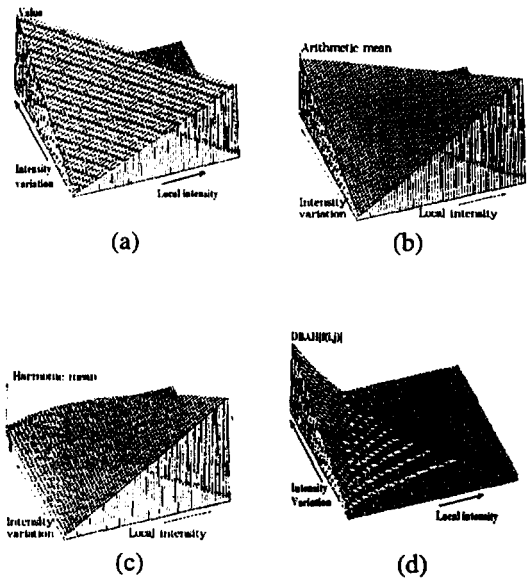 Value
Intensity
variation
Local intensity
(a)
Arithmetic mean
Intensity
variation
Local intensity
(b)
Harmonic mean
Intensity
variation
Local intensity
(c)
Intensity
Variation
Local intensity
(d)